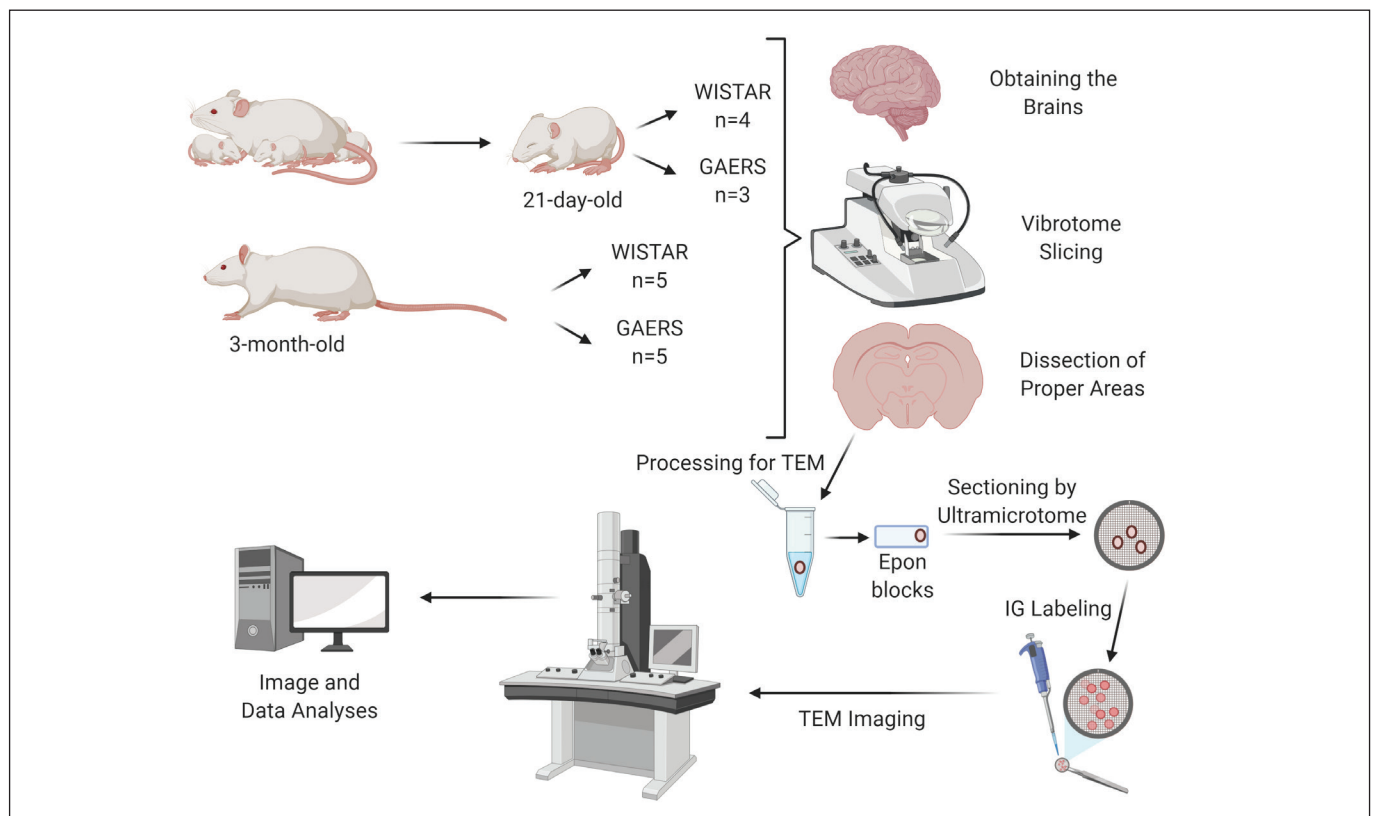 WISTAR
n=4
GAERS
n=3
21-day-old
WISTAR
n=5
GAERS
n=5
3-month-old
Obtaining the
Brains
Vibrotome
Slicing
Dissection of
Proper Areas
Processing for TEM
Epon
blocks
Sectioning by
Ultramicrotome
IG Labeling
TEM Imaging
Image and
Data Analyses